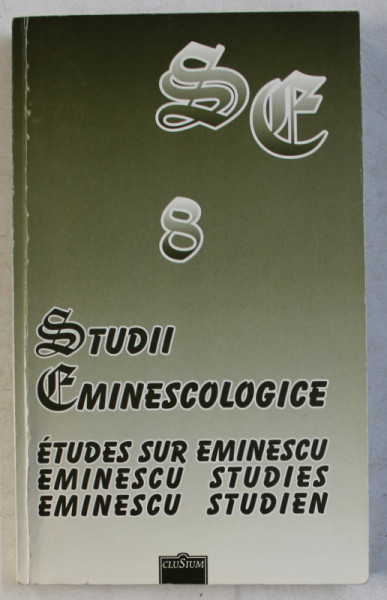 SE
8
STUDII
EMINESCOLOGICE
ÉTUDES SUR EMINESCU
EMINESCU STUDIES
EMINESCU STUDIEN
CLUSIUM